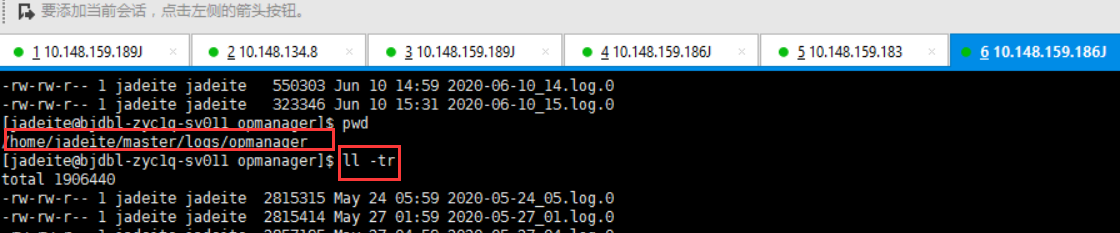 要添加当前会话，点击左侧的箭头按钮。
1 10.148.159.189J × 2 10.148.134.8 × 3 10.148.159.189J × 4 10.148.159.186J × 5 10.148.159.183 × 6 10.148.159.186J
-rw-rw-r-- 1 jadeite jadeite 550303 Jun 10 14:59 2020-06-10_14.log.0
-rw-rw-r-- 1 jadeite jadeite 323346 Jun 10 15:31 2020-06-10_15.log.0
[jadeite@bjdbl-zyc1q-sv011 opmanager]$ pwd
/home/jadeite/master/logs/opmanager
[jadeite@bjdbl-zyc1q-sv011 opmanager]$ ll -tr
total 1906440
-rw-rw-r-- 1 jadeite jadeite 2815315 May 24 05:59 2020-05-24_05.log.0
-rw-rw-r-- 1 jadeite jadeite 2815414 May 27 01:59 2020-05-27_01.log.0